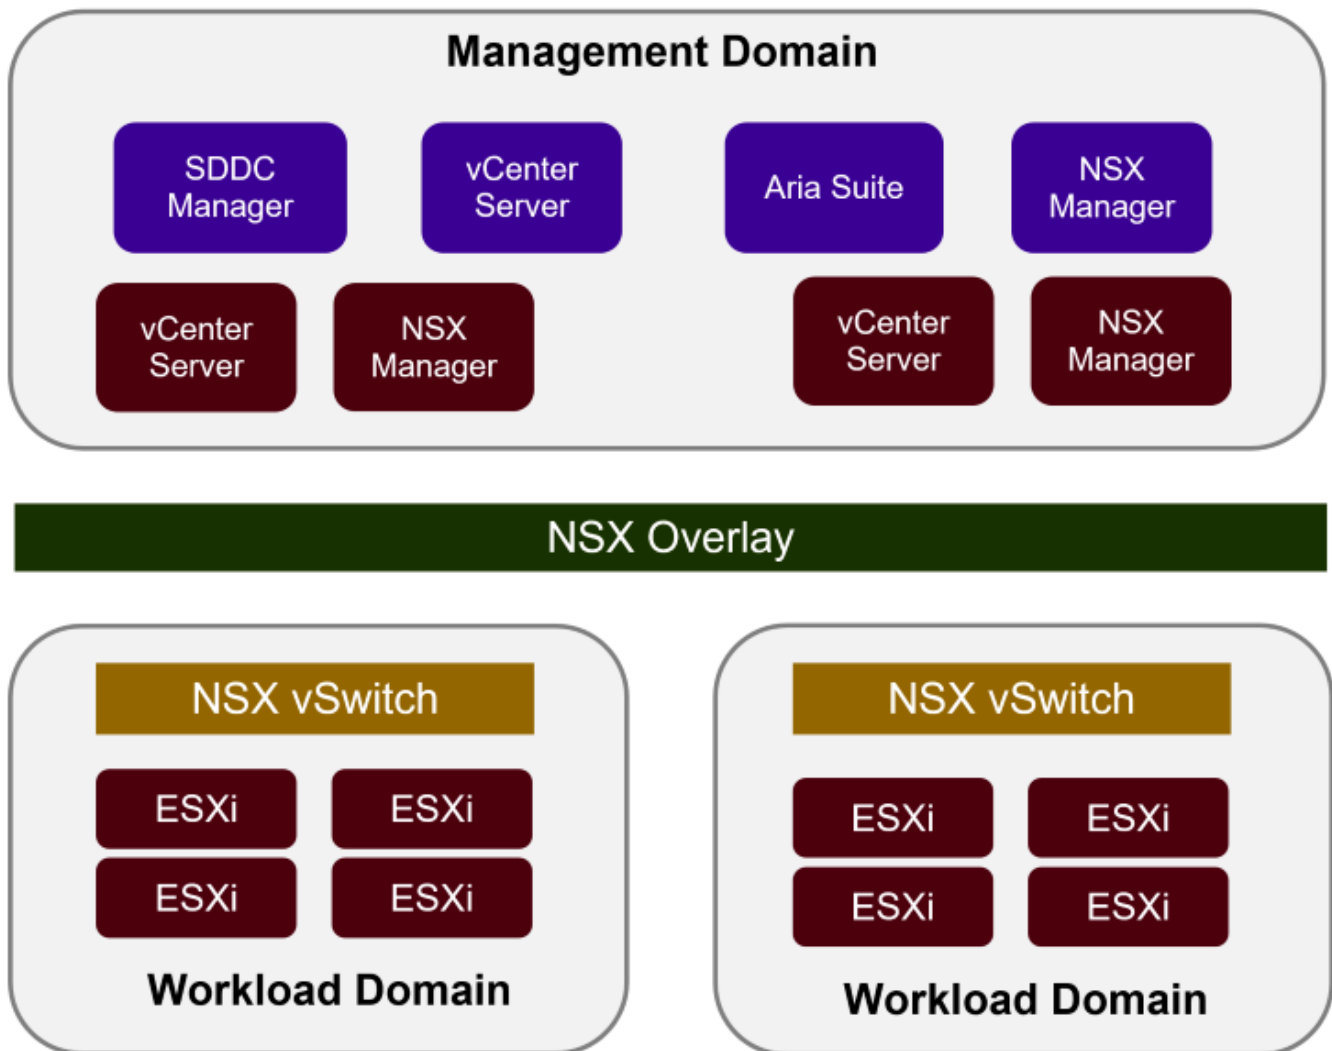 Management Domain
SDDC
Manager
vCenter
Server
Aria Suite
NSX
Manager
vCenter
Server
NSX
Manager
vCenter
Server
NSX
Manager
NSX Overlay
NSX vSwitch
ESXi
ESXi
ESXi
ESXi
Workload Domain
NSX vSwitch
ESXi
ESXi
ESXi
ESXi
Workload Domain